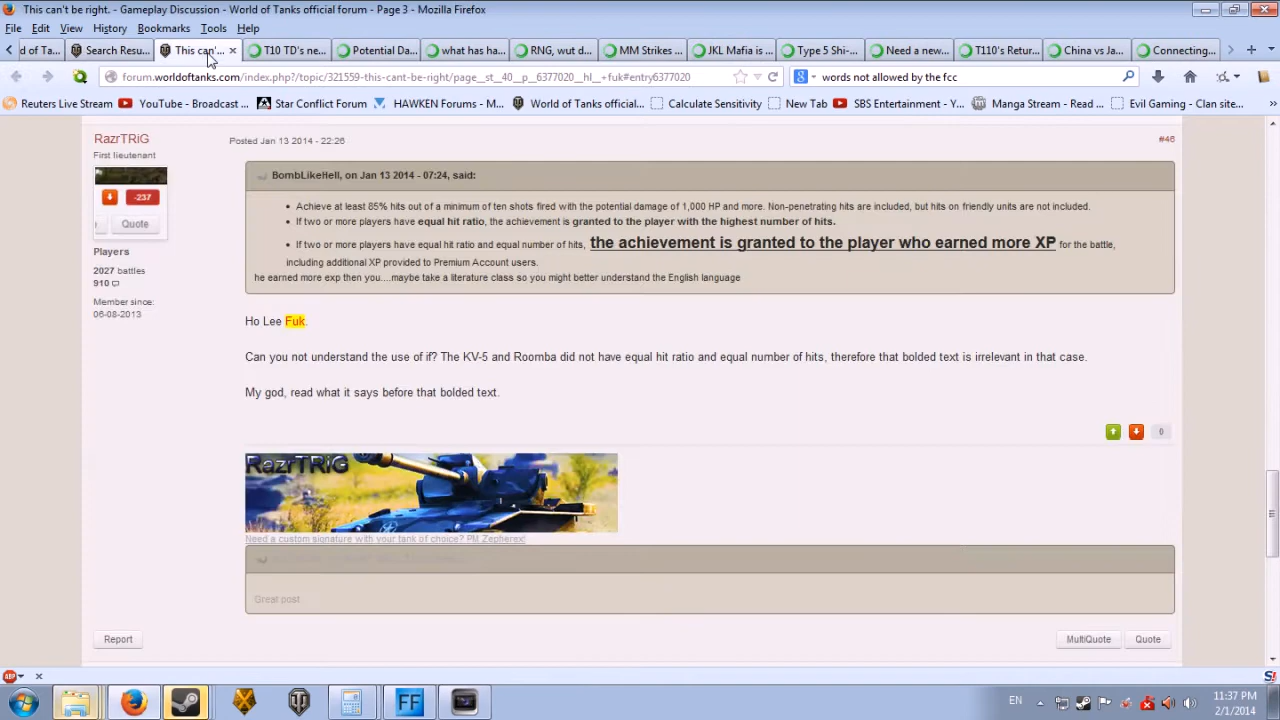 This can't be right. - Gameplay Discussion - World of Tanks official forum - Page 3 - Mozilla Firefox
File Edit View History Bookmarks Tools Help
d of Ta... Search Resu... This can'... T10 TD's ne... Potential Da... what has ha... RNG, wut d... MM Strikes ... JKL Mafia is ... Type 5 Shi-... Need a new... T110's Retur... China vs Ja... Connecting...
forum.worldoftanks.com/index.php?/topic/321559-this-cant-be-right/page__st__40__p__6377020__hl__+fuk#entry6377020 words not allowed by the fcc
Reuters Live Stream YouTube - Broadcast ... Star Conflict Forum HAWKEN Forums - M... World of Tanks official... Calculate Sensitivity New Tab SBS Entertainment - Y... Manga Stream - Read ... Evil Gaming - Clan site...
RazrTRiG Posted Jan 13 2014 - 22:26 #46
First lieutenant
BombLikeHell, on Jan 13 2014 - 07:24, said:
-237
Quote
Achieve at least 85% hits out of a minimum of ten shots fired with the potential damage of 1,000 HP and more. Non-penetrating hits are included, but hits on friendly units are not included.
If two or more players have equal hit ratio, the achievement is granted to the player with the highest number of hits.
If two or more players have equal hit ratio and equal number of hits, the achievement is granted to the player who earned more XP for the battle,
including additional XP provided to Premium Account users.
he earned more exp then you....maybe take a literature class so you might better understand the English language
Players
2027 battles
910
Member since:
06-08-2013
Ho Lee Fuk.
Can you not understand the use of if? The KV-5 and Roomba did not have equal hit ratio and equal number of hits, therefore that bolded text is irrelevant in that case.
My god, read what it says before that bolded text.
0
RazrTRiG
Need a custom signature with your tank of choice? PM Zepherex!
Great post
Report MultiQuote Quote
ABP
FF EN 11:37 PM
2/1/2014